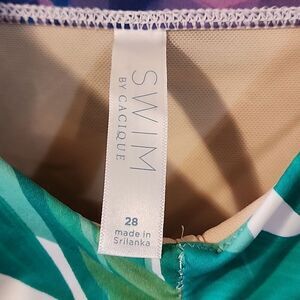 SWIM
BY CACIQUE
28
made in
Srilanka